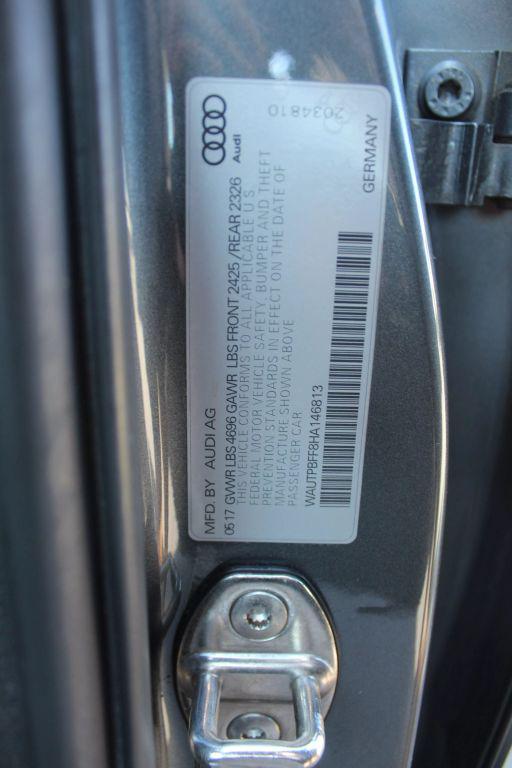 MFD. BY AUDI AG
0517 GWWR LBS 4696 GAWR LBS FRONT 2425 / REAR 2326
THIS VEHICLE CONFORMS TO ALL APPLICABLE U S
FEDERAL MOTOR VEHICLE SAFETY, BUMPER AND THEFT
PREVENTION STANDARDS IN EFFECT ON THE DATE OF
MANUFACTURE SHOWN ABOVE
PASSENGER CAR
WAUTPBFF8HA146813
GERMANY
Audi
2034810